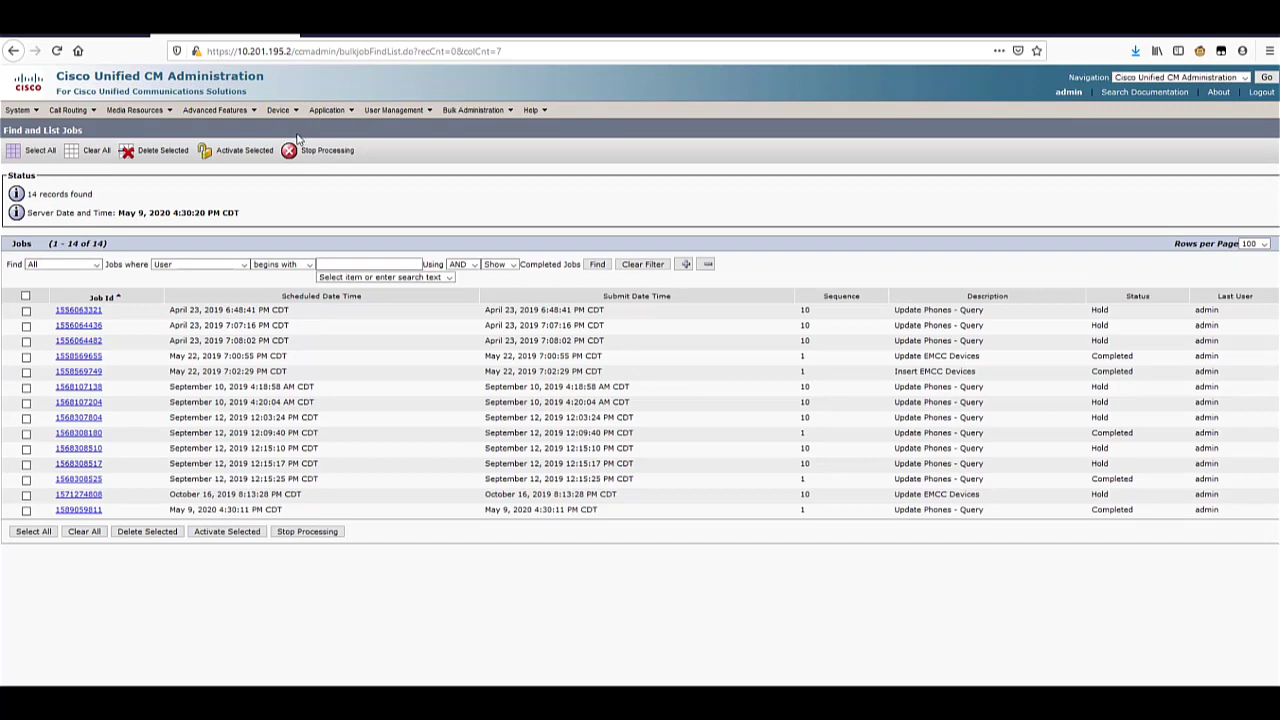 https://10.201.195.2/ccmadmin/bulkjobFindList.do?recCnt=0&colCnt=7
Cisco Unified CM Administration
For Cisco Unified Communications Solutions
CISCO
Navigation Cisco Unified CM Administration Go
admin | Search Documentation | About | Logout
System Call Routing Media Resources Advanced Features Device Application User Management Bulk Administration Help
Find and List Jobs
Select All Clear All Delete Selected Activate Selected Stop Processing
Status
14 records found
Server Date and Time: May 9, 2020 4:30:20 PM CDT
Jobs (1 - 14 of 14) Rows per Page 100
Find All Jobs where User begins with Using AND Show Completed Jobs Find Clear Filter
Select item or enter search text
Job Id Scheduled Date Time Submit Date Time Sequence Description Status Last User
1556063321 April 23, 2019 6:48:41 PM CDT April 23, 2019 6:48:41 PM CDT 10 Update Phones - Query Hold admin
1556064436 April 23, 2019 7:07:16 PM CDT April 23, 2019 7:07:16 PM CDT 10 Update Phones - Query Hold admin
1556064482 April 23, 2019 7:08:02 PM CDT April 23, 2019 7:08:02 PM CDT 10 Update Phones - Query Hold admin
1558569655 May 22, 2019 7:00:55 PM CDT May 22, 2019 7:00:55 PM CDT 1 Update EMCC Devices Completed admin
1558569749 May 22, 2019 7:02:29 PM CDT May 22, 2019 7:02:29 PM CDT 1 Insert EMCC Devices Completed admin
1568107138 September 10, 2019 4:18:58 AM CDT September 10, 2019 4:18:58 AM CDT 10 Update Phones - Query Hold admin
1568107204 September 10, 2019 4:20:04 AM CDT September 10, 2019 4:20:04 AM CDT 10 Update Phones - Query Hold admin
1568307804 September 12, 2019 12:03:24 PM CDT September 12, 2019 12:03:24 PM CDT 10 Update Phones - Query Hold admin
1568308180 September 12, 2019 12:09:40 PM CDT September 12, 2019 12:09:40 PM CDT 1 Update Phones - Query Completed admin
1568308510 September 12, 2019 12:15:10 PM CDT September 12, 2019 12:15:10 PM CDT 10 Update Phones - Query Hold admin
1568308517 September 12, 2019 12:15:17 PM CDT September 12, 2019 12:15:17 PM CDT 10 Update Phones - Query Hold admin
1568308525 September 12, 2019 12:15:25 PM CDT September 12, 2019 12:15:25 PM CDT 1 Update Phones - Query Completed admin
1571274808 October 16, 2019 8:13:28 PM CDT October 16, 2019 8:13:28 PM CDT 10 Update EMCC Devices Hold admin
1589059811 May 9, 2020 4:30:11 PM CDT May 9, 2020 4:30:11 PM CDT 1 Update Phones - Query Completed admin
Select All Clear All Delete Selected Activate Selected Stop Processing